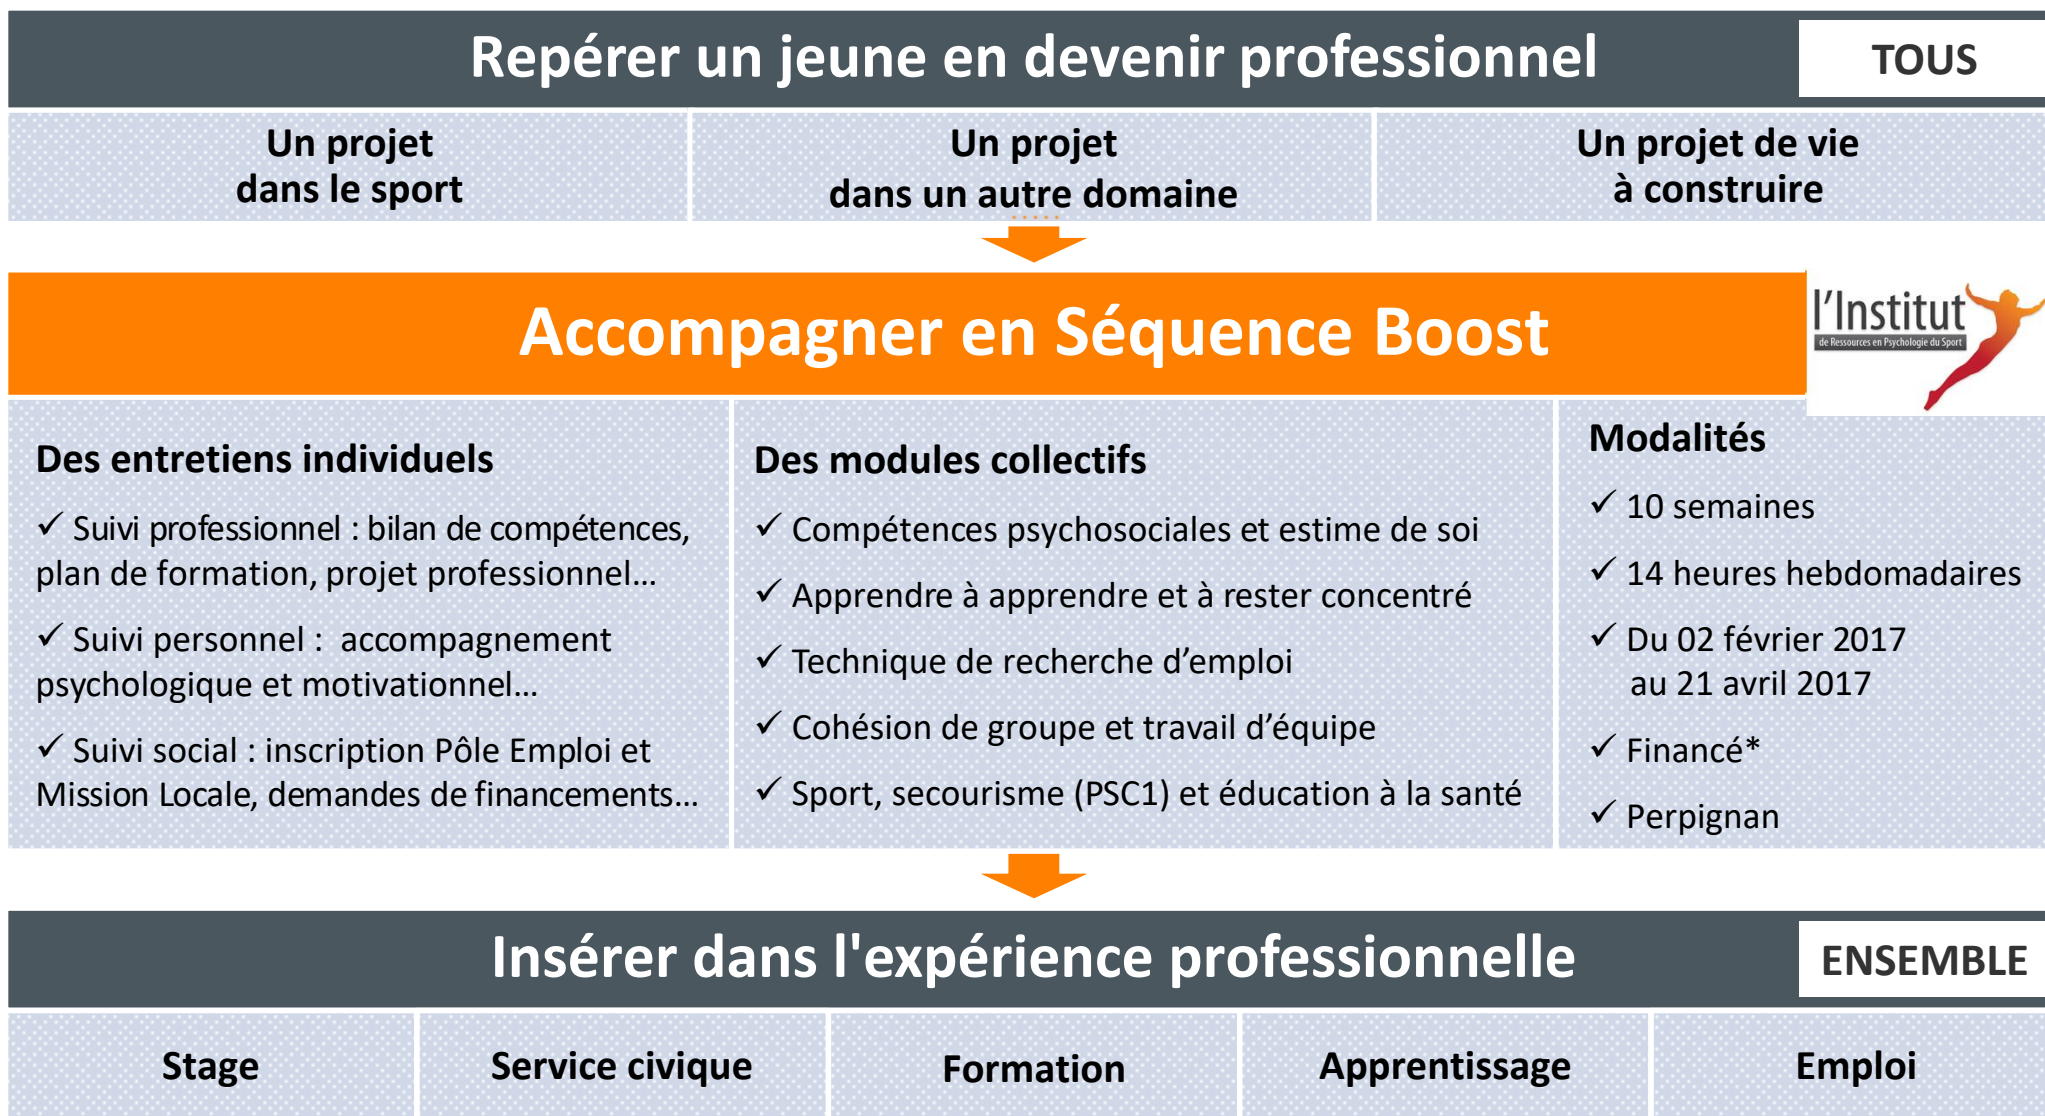 Repérer un jeune en devenir professionnel
TOUS
Un projet
dans le sport
Un projet
dans un autre domaine
Un projet de vie
à construire
Accompagner en Séquence Boost
l'Institut
de Ressources en Psychologie du Sport
Des entretiens individuels
✓ Suivi professionnel : bilan de compétences,
plan de formation, projet professionnel...
✓ Suivi personnel : accompagnement
psychologique et motivationnel...
✓ Suivi social : inscription Pôle Emploi et
Mission Locale, demandes de financements...
Des modules collectifs
✓ Compétences psychosociales et estime de soi
✓ Apprendre à apprendre et à rester concentré
✓ Technique de recherche d’emploi
✓ Cohésion de groupe et travail d’équipe
✓ Sport, secourisme (PSC1) et éducation à la santé
Modalités
✓ 10 semaines
✓ 14 heures hebdomadaires
✓ Du 02 février 2017
au 21 avril 2017
✓ Financé*
✓ Perpignan
Insérer dans l'expérience professionnelle
ENSEMBLE
Stage
Service civique
Formation
Apprentissage
Emploi